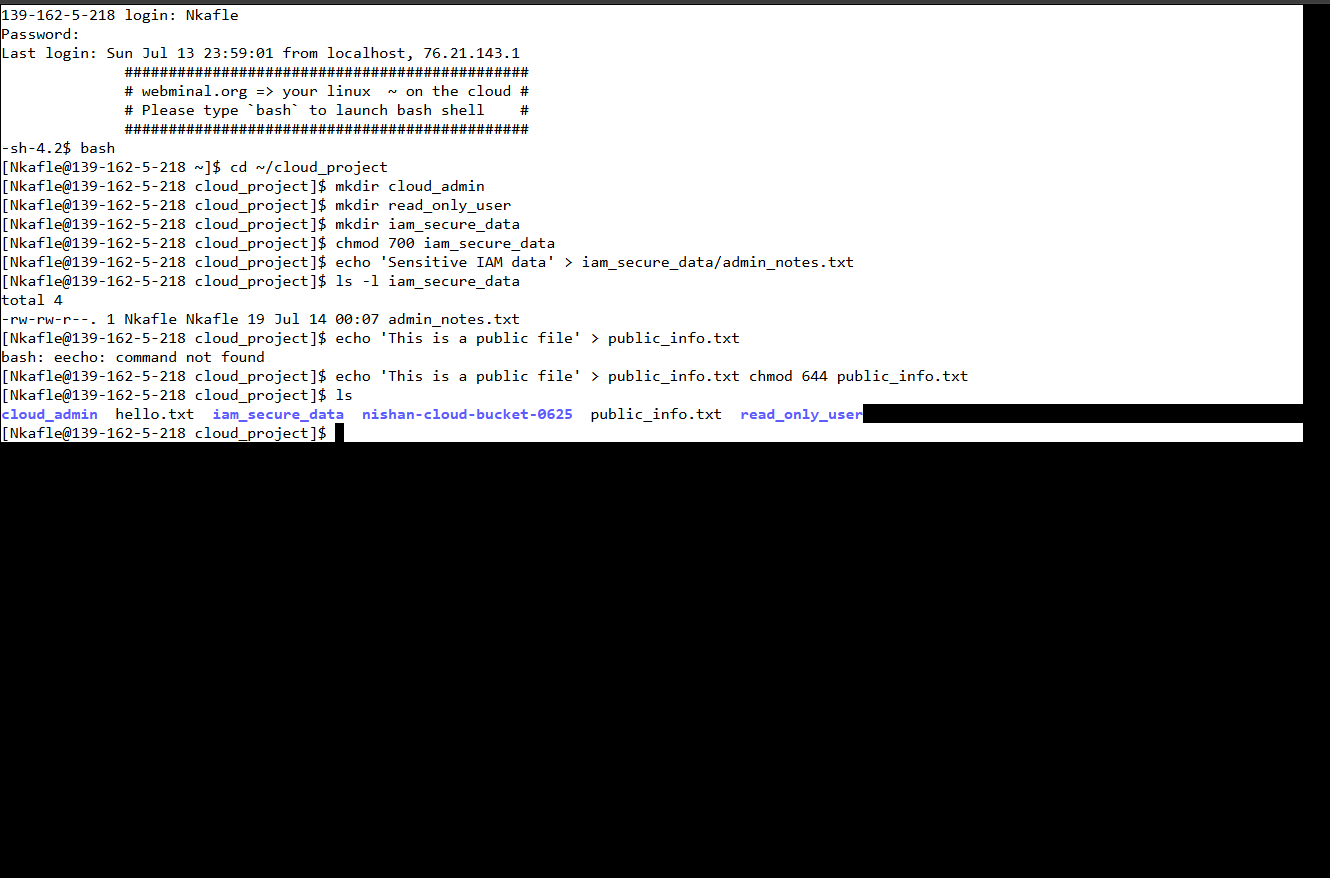 139-162-5-218 login: Nkafle
Password:
Last login: Sun Jul 13 23:59:01 from localhost, 76.21.143.1
##############################################
# webminal.org => your linux  ~ on the cloud #
# Please type `bash` to launch bash shell    #
##############################################
-sh-4.2$ bash
[Nkafle@139-162-5-218 ~]$ cd ~/cloud_project
[Nkafle@139-162-5-218 cloud_project]$ mkdir cloud_admin
[Nkafle@139-162-5-218 cloud_project]$ mkdir read_only_user
[Nkafle@139-162-5-218 cloud_project]$ mkdir iam_secure_data
[Nkafle@139-162-5-218 cloud_project]$ chmod 700 iam_secure_data
[Nkafle@139-162-5-218 cloud_project]$ echo 'Sensitive IAM data' > iam_secure_data/admin_notes.txt
[Nkafle@139-162-5-218 cloud_project]$ ls -l iam_secure_data
total 4
-rw-rw-r--. 1 Nkafle Nkafle 19 Jul 14 00:07 admin_notes.txt
[Nkafle@139-162-5-218 cloud_project]$ echo 'This is a public file' > public_info.txt
bash: eecho: command not found
[Nkafle@139-162-5-218 cloud_project]$ echo 'This is a public file' > public_info.txt chmod 644 public_info.txt
[Nkafle@139-162-5-218 cloud_project]$ ls
cloud_admin  hello.txt  iam_secure_data  nishan-cloud-bucket-0625  public_info.txt  read_only_user
[Nkafle@139-162-5-218 cloud_project]$